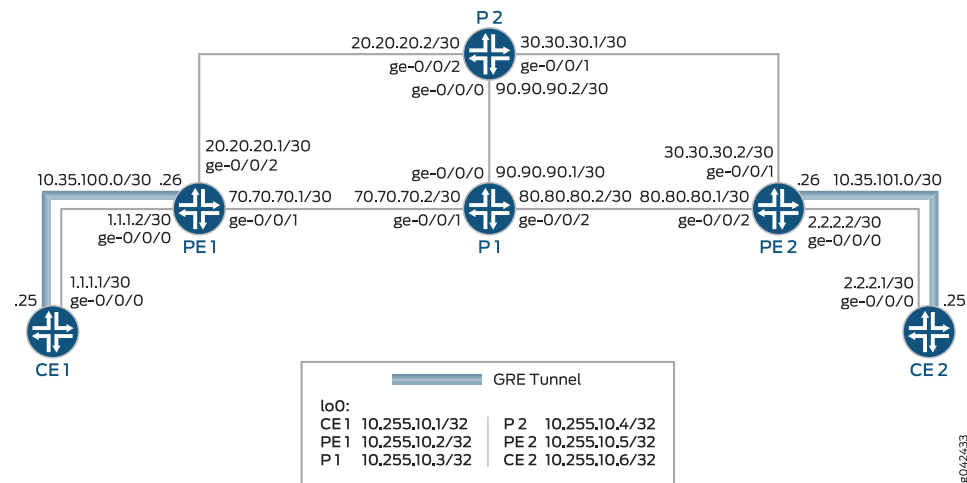 P 2
20.20.20.2/30
30.30.30.1/30
ge-0/0/2
ge-0/0/1
ge-0/0/0
90.90.90.2/30
20.20.20.1/30
ge-0/0/2
10.35.100.0/30 .26
ge-0/0/0
90.90.90.1/30
30.30.30.2/30
ge-0/0/1
.26 10.35.101.0/30
1.1.1.2/30
ge-0/0/0
70.70.70.1/30
ge-0/0/1
70.70.70.2/30
ge-0/0/1
80.80.80.2/30
ge-0/0/2
80.80.80.1/30
ge-0/0/2
2.2.2.2/30
ge-0/0/0
PE 1
P 1
PE 2
.25
1.1.1.1/30
ge-0/0/0
2.2.2.1/30
ge-0/0/0
.25
CE 1
CE 2
GRE Tunnel
lo0:
CE 1 10.255.10.1/32 P 2 10.255.10.4/32
PE 1 10.255.10.2/32 PE 2 10.255.10.5/32
P 1 10.255.10.3/32 CE 2 10.255.10.6/32
g042433